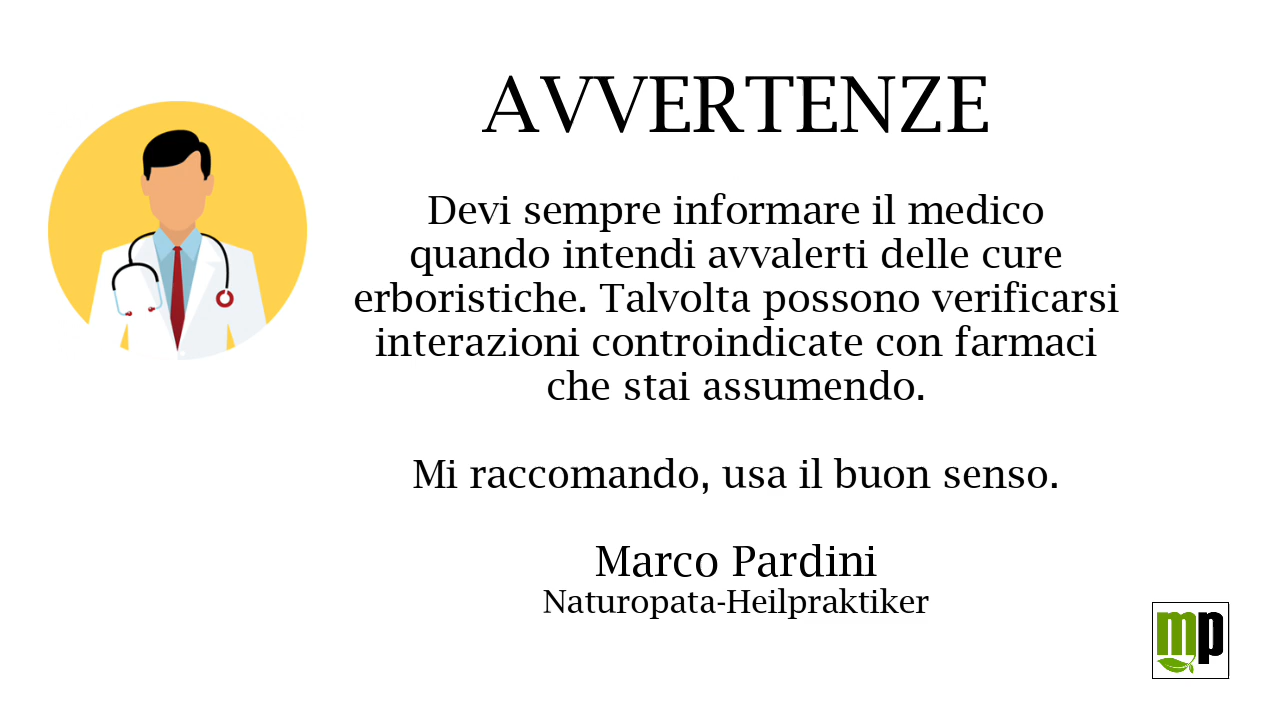 AVVERTENZE
Devi sempre informare il medico
quando intendi avvalerti delle cure
erboristiche. Talvolta possono verificarsi
interazioni controindicate con farmaci
che stai assumendo.
Mi raccomando, usa il buon senso.
Marco Pardini
Naturopata-Heilpraktiker
mp